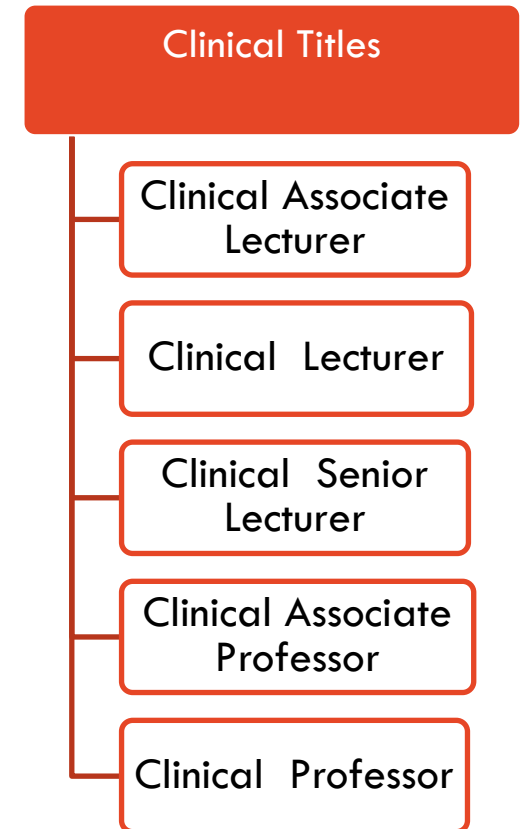 Clinical Titles
Clinical Associate
Lecturer
Clinical Lecturer
Clinical Senior
Lecturer
Clinical Associate
Professor
Clinical Professor